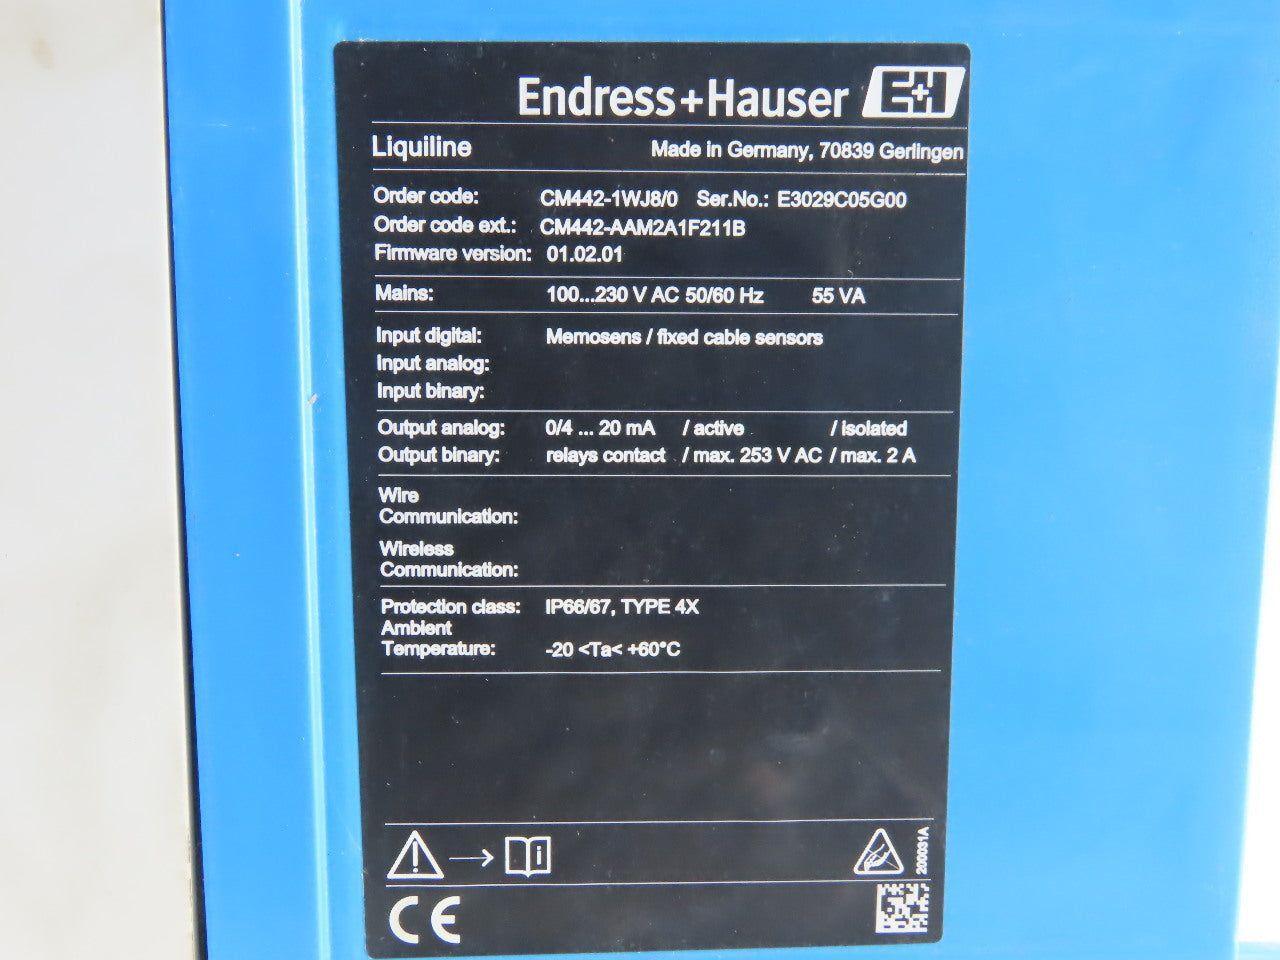 Endress+Hauser E+H
Liquiline Made in Germany, 70839 Gerlingen
Order code: CM442-1WJ8/0 Ser.No.: E3029C05G00
Order code ext.: CM442-AAM2A1F211B
Firmware version: 01.02.01
Mains: 100...230 V AC 50/60 Hz 55 VA
Input digital: Memosens / fixed cable sensors
Input analog:
Input binary:
Output analog: 0/4 ... 20 mA / active / isolated
Output binary: relays contact / max. 253 V AC / max. 2 A
Wire
Communication:
Wireless
Communication:
Protection class: IP66/67, TYPE 4X
Ambient
Temperature: -20 <Ta< +60°C
200031A
CE